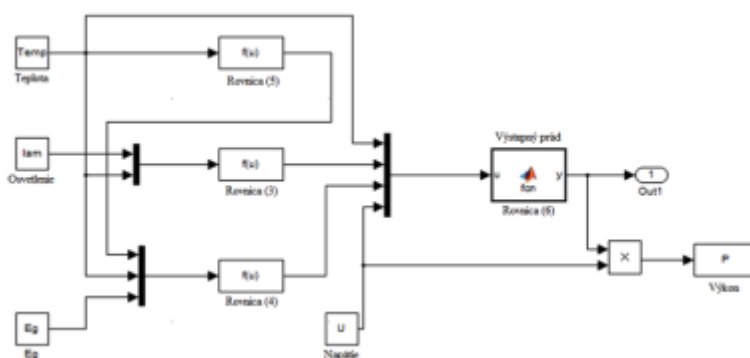 Temp
Teplota
f(u)
Rovnica (5)
Iam
Osvetlenie
f(u)
Rovnica (3)
Eg
Eg
f(u)
Rovnica (4)
U
Napätie
Výstupný prúd
u
fcn
y
Rovnica (6)
1
Out1
×
P
Výkon